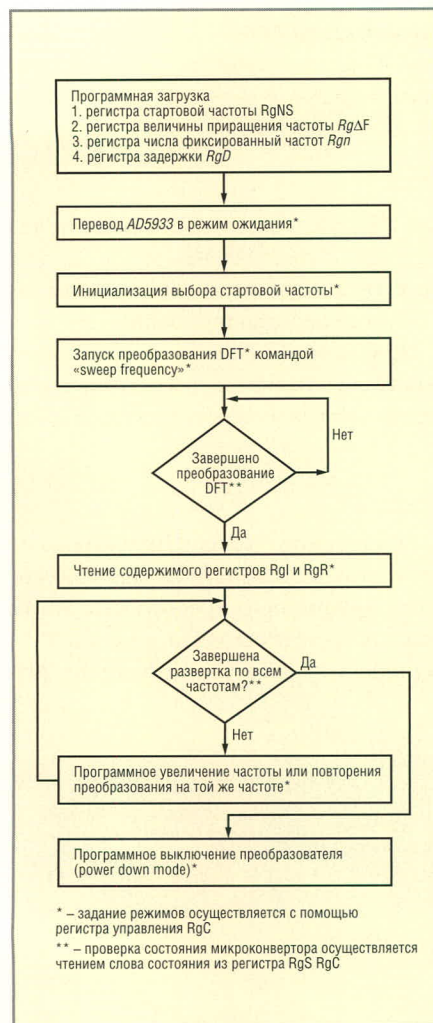 Программная загрузка
1. регистра стартовой частоты RgNS
2. регистра величины приращения частоты RgΔF
3. регистра числа фиксированный частот Rgn
4. регистра задержки RgD
Перевод AD5933 в режим ожидания*
Инициализация выбора стартовой частоты*
Запуск преобразования DFT* командой
«sweep frequency»*
Нет
Завершено
преобразование
DFT**
Да
Чтение содержимого регистров RgI и RgR*
Завершена
развертка по всем
частотам?**
Да
Нет
Программное увеличение частоты или повторения
преобразования на той же частоте*
Программное выключение преобразователя
(power down mode)*
* – задание режимов осуществляется с помощью
регистра управления RgC
** – проверка состояния микроконвертора осуществляется
чтением слова состояния из регистра RgS RgC